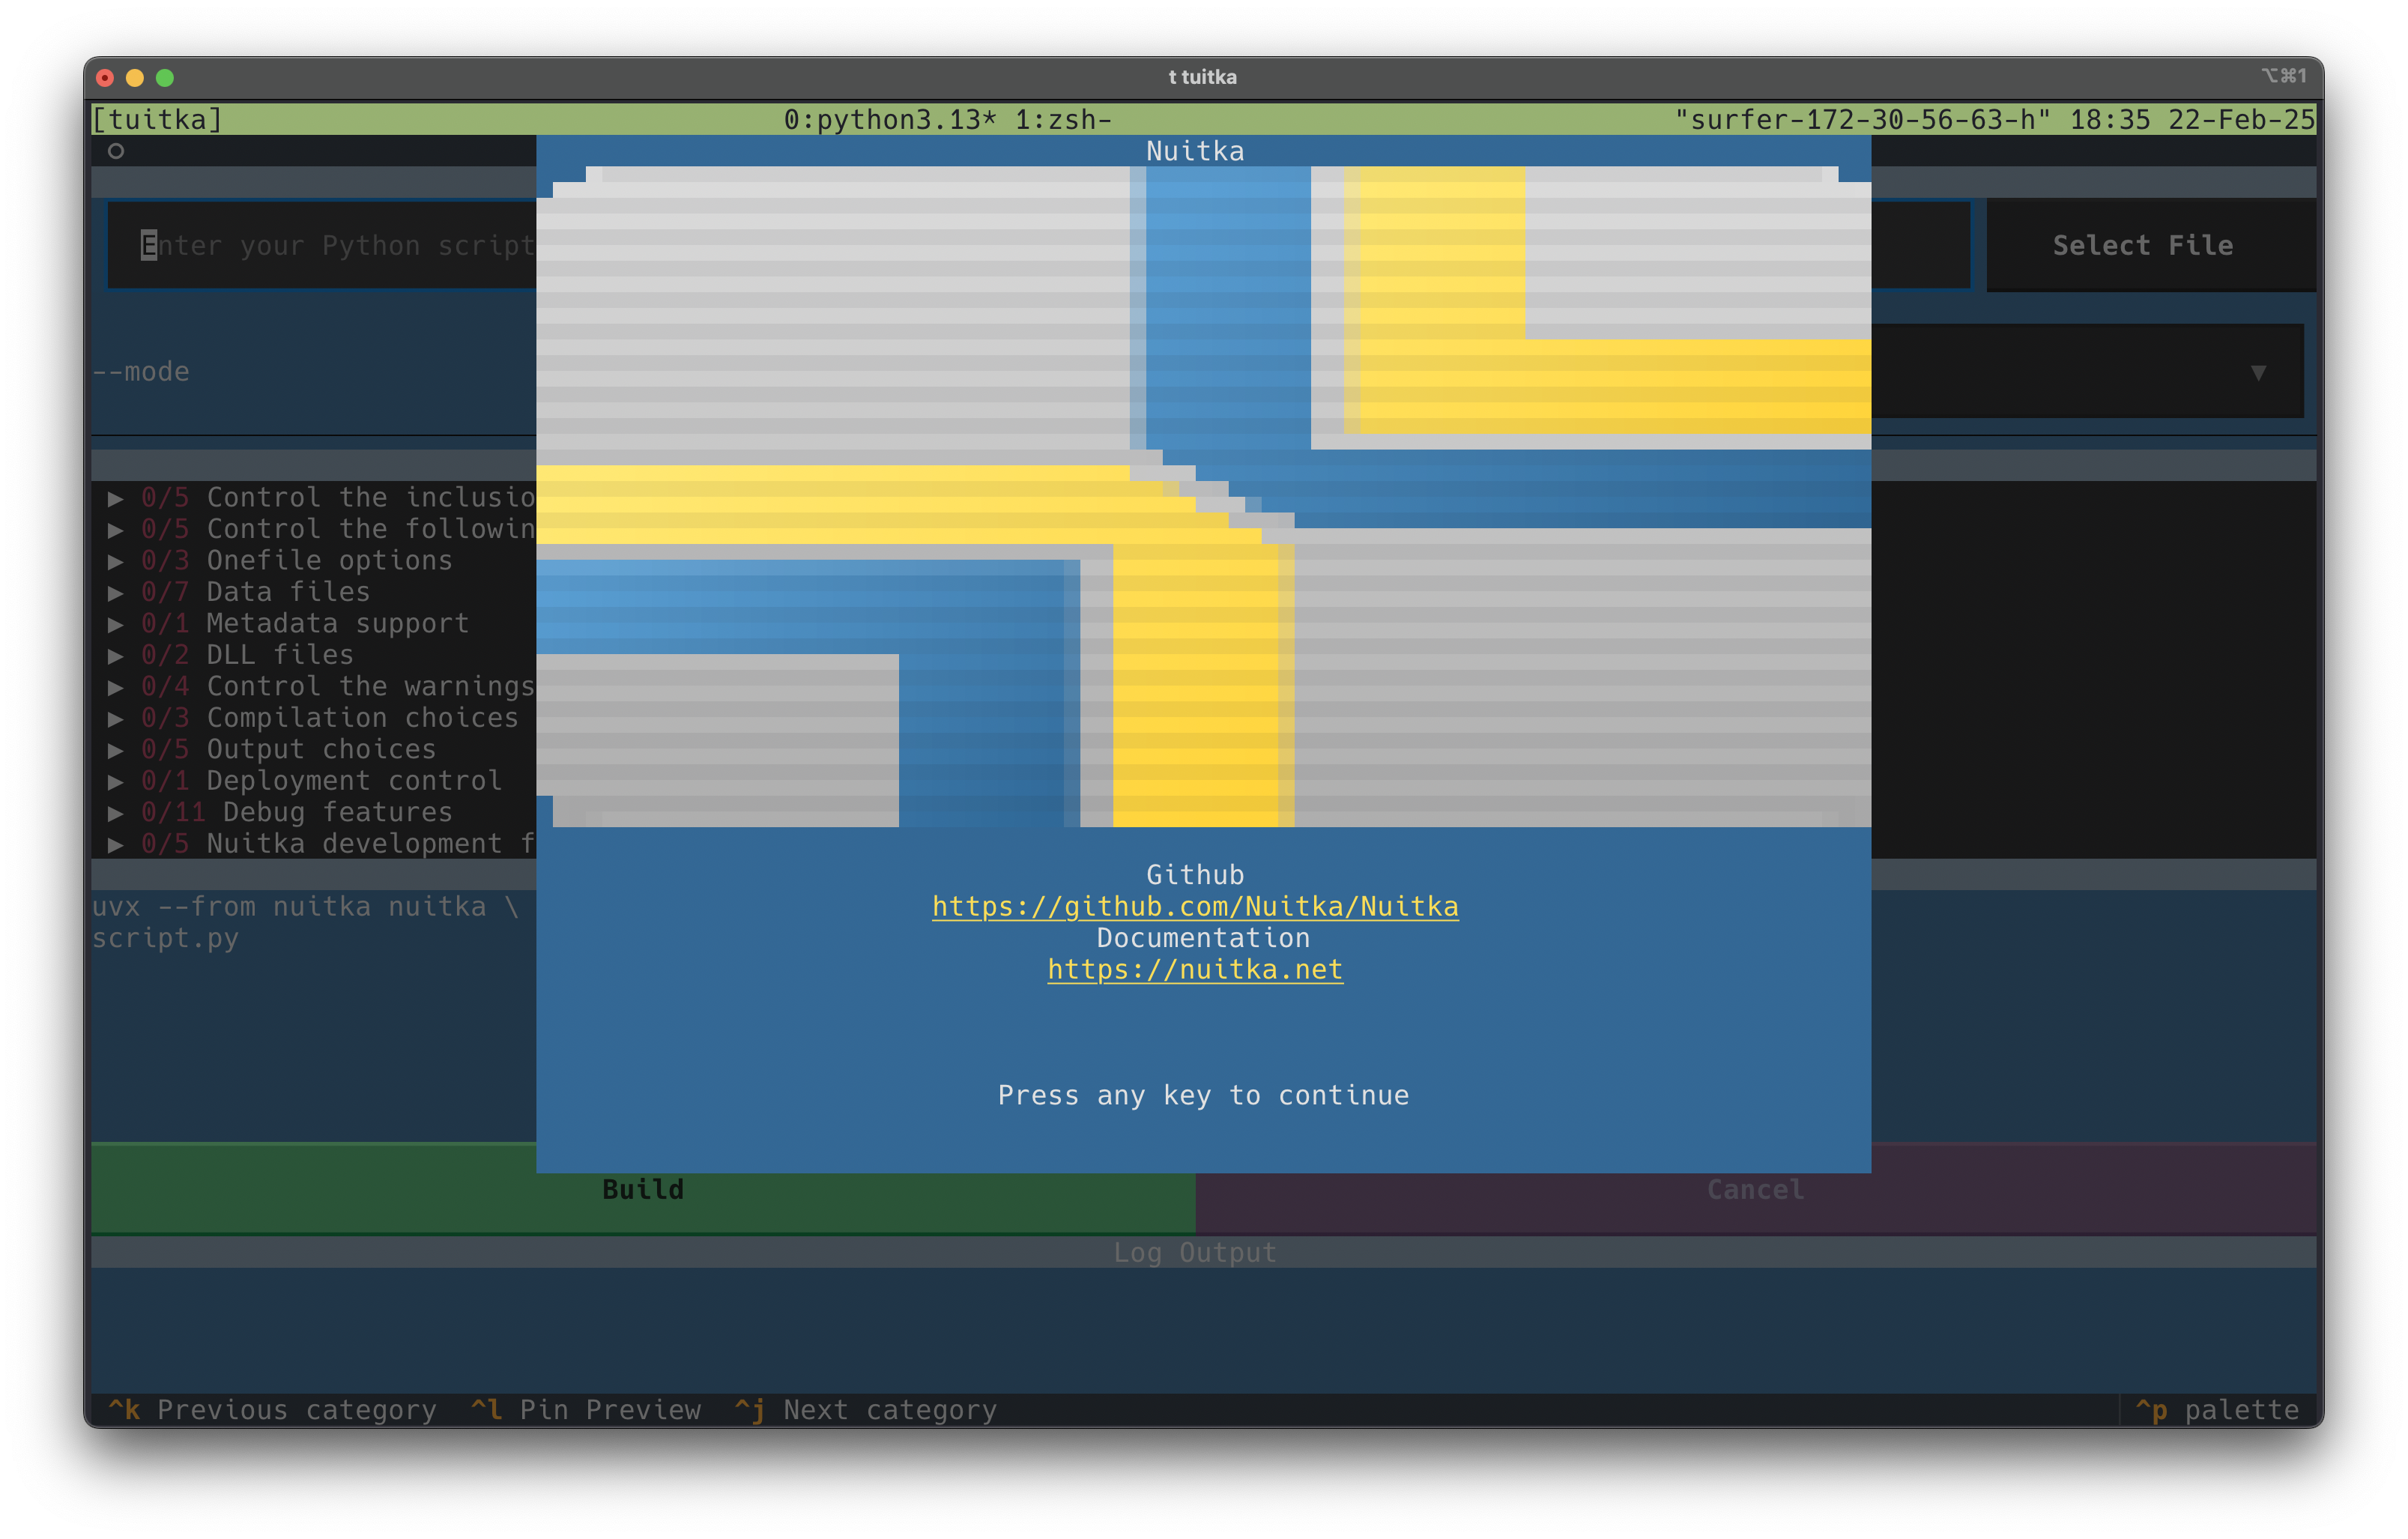 t tuitka
⌥⌘1
[tuitka] 0:python3.13* 1:zsh- "surfer-172-30-56-63-h" 18:35 22-Feb-25
Nuitka
Enter your Python script
Select File
--mode
▼
▶ 0/5 Control the inclusio
▶ 0/5 Control the followin
▶ 0/3 Onefile options
▶ 0/7 Data files
▶ 0/1 Metadata support
▶ 0/2 DLL files
▶ 0/4 Control the warnings
▶ 0/3 Compilation choices
▶ 0/5 Output choices
▶ 0/1 Deployment control
▶ 0/11 Debug features
▶ 0/5 Nuitka development f
uvx --from nuitka nuitka \
script.py
Github
https://github.com/Nuitka/Nuitka
Documentation
https://nuitka.net
Press any key to continue
Build
Cancel
Log Output
^k Previous category ^l Pin Preview ^j Next category ^p palette